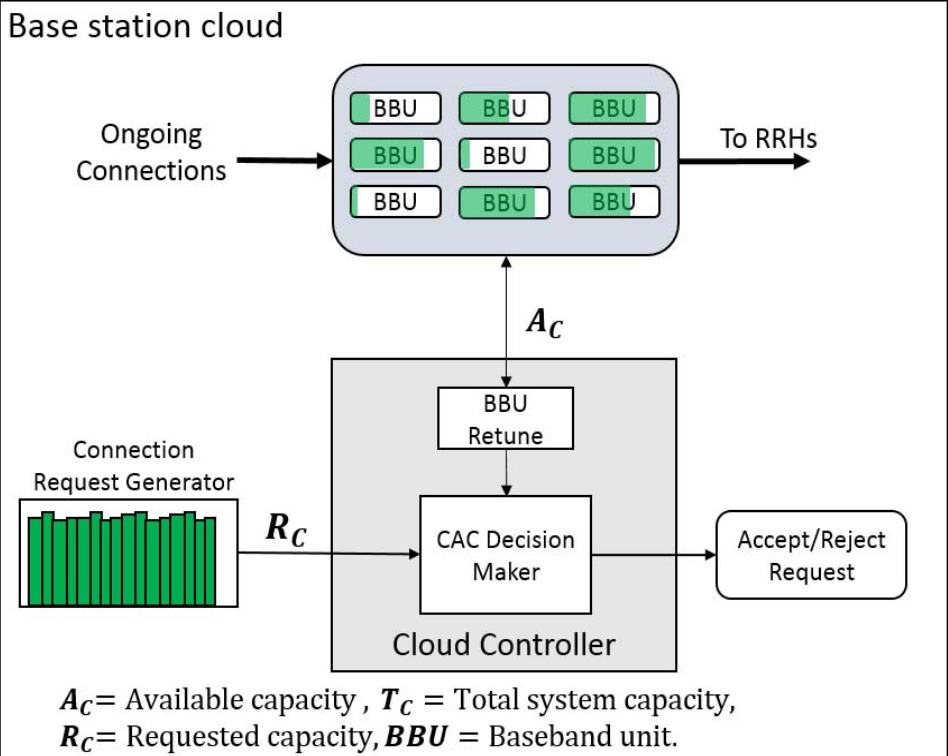 Base station cloud
BBU BBU BBU
Ongoing
Connections
To RRHs
BBU BBU BBU
BBU BBU BBU
A_C
BBU
Retune
Connection
Request Generator
R_C
CAC Decision
Maker
Accept/Reject
Request
Cloud Controller
A_C= Available capacity , T_C = Total system capacity,
R_C= Requested capacity, BBU = Baseband unit.